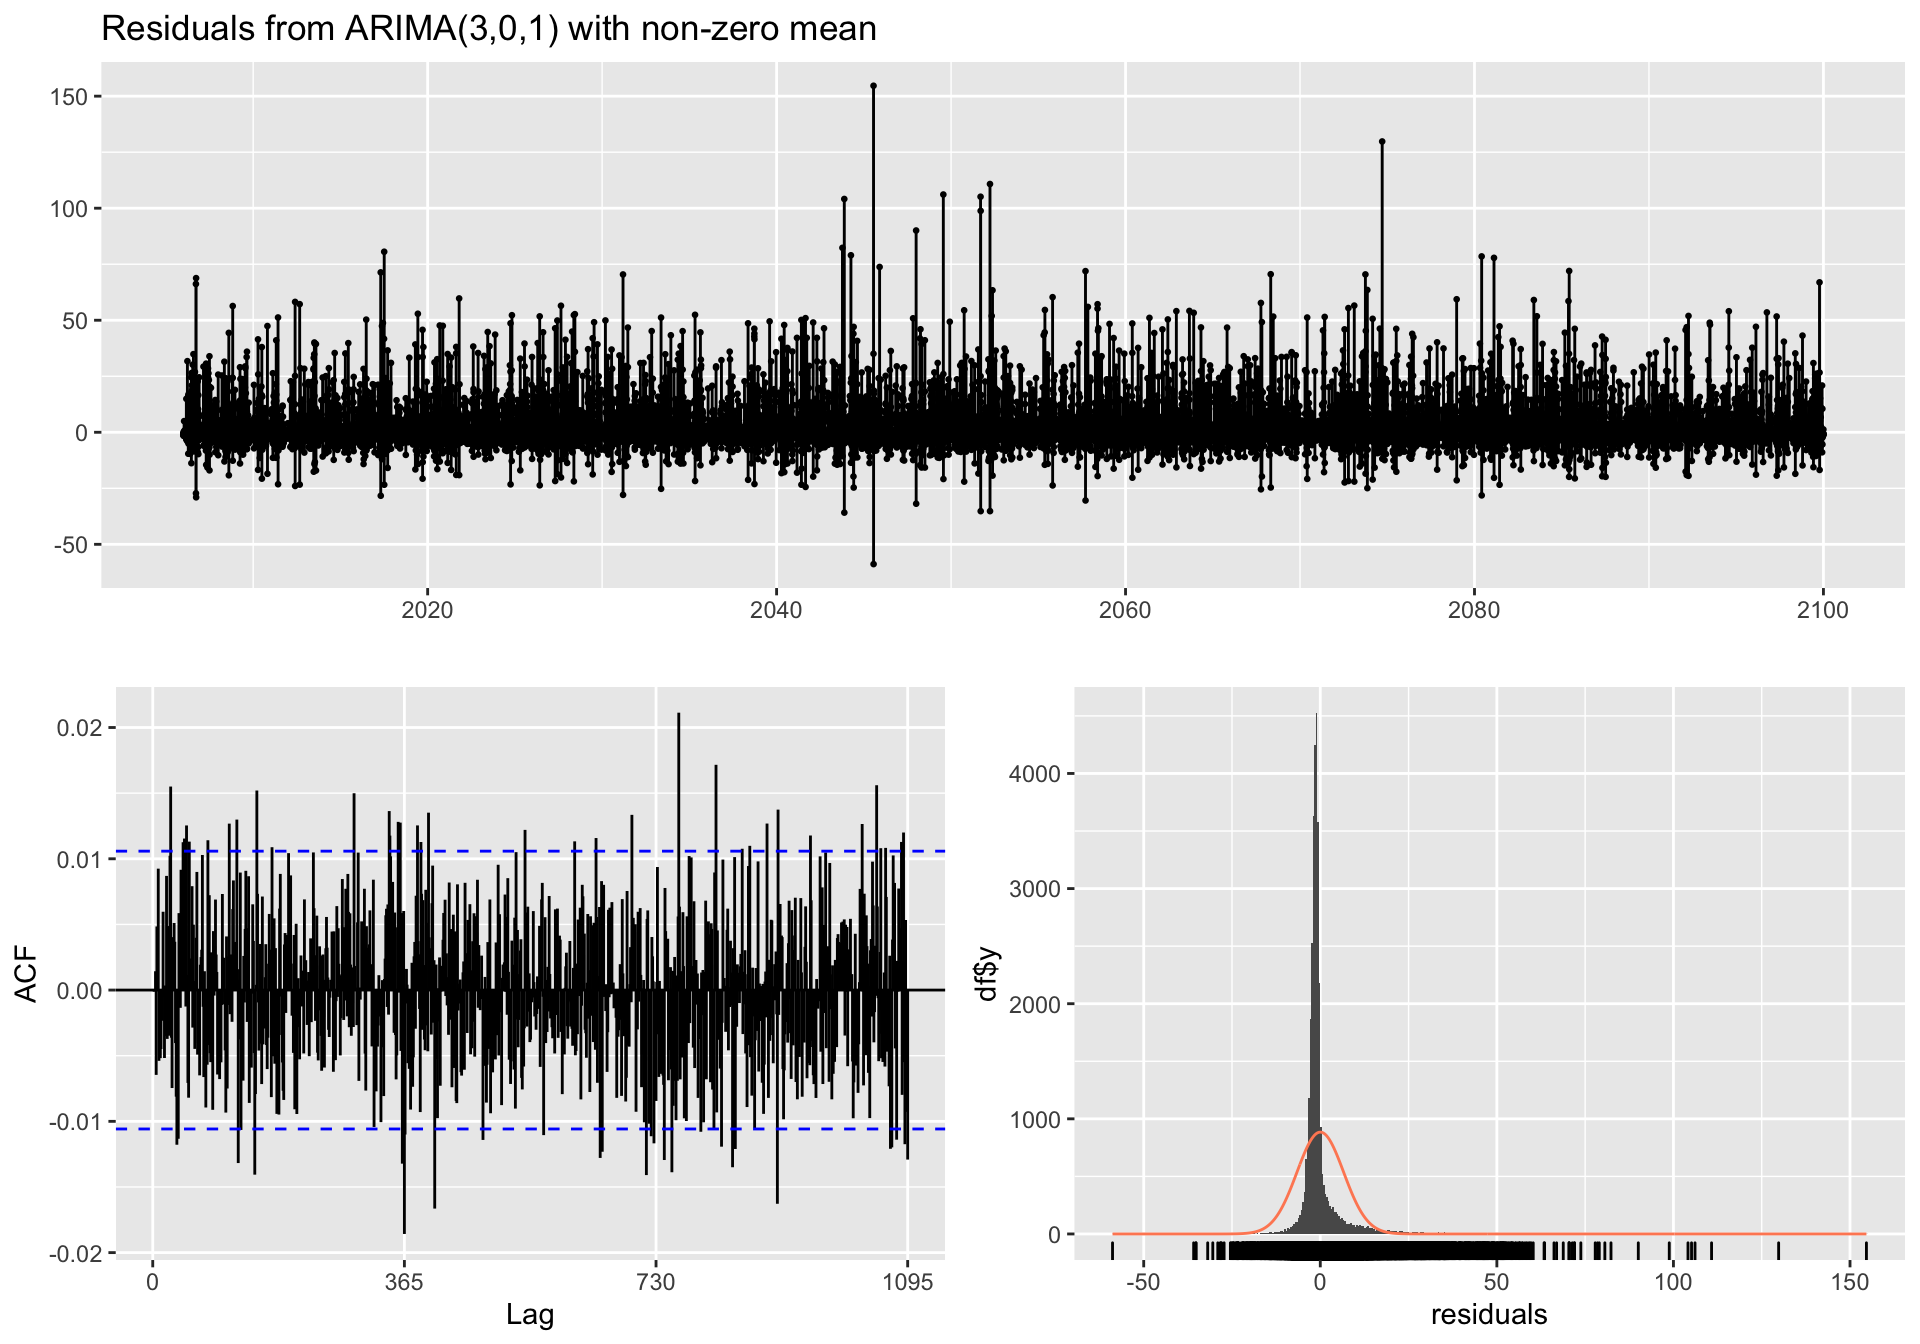 Residuals from ARIMA(3,0,1) with non-zero mean
150
100
50
0
-50
2020 2040 2060 2080 2100
0.02
0.01
0.00
-0.01
-0.02
ACF
0 365 730 1095
Lag
4000
3000
2000
1000
0
df$y
-50 0 50 100 150
residuals